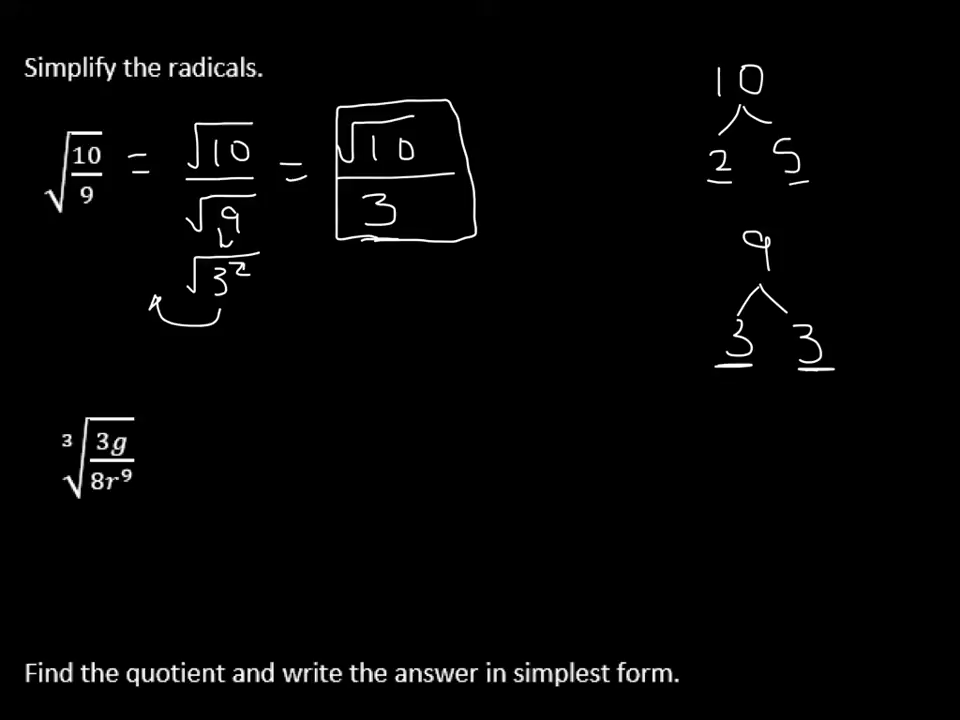 Simplify the radicals.
√(10/9) = √10/√9 = √10/3
√3²
10
2 5
9
3 3
∛(3g/8r⁹)
Find the quotient and write the answer in simplest form.